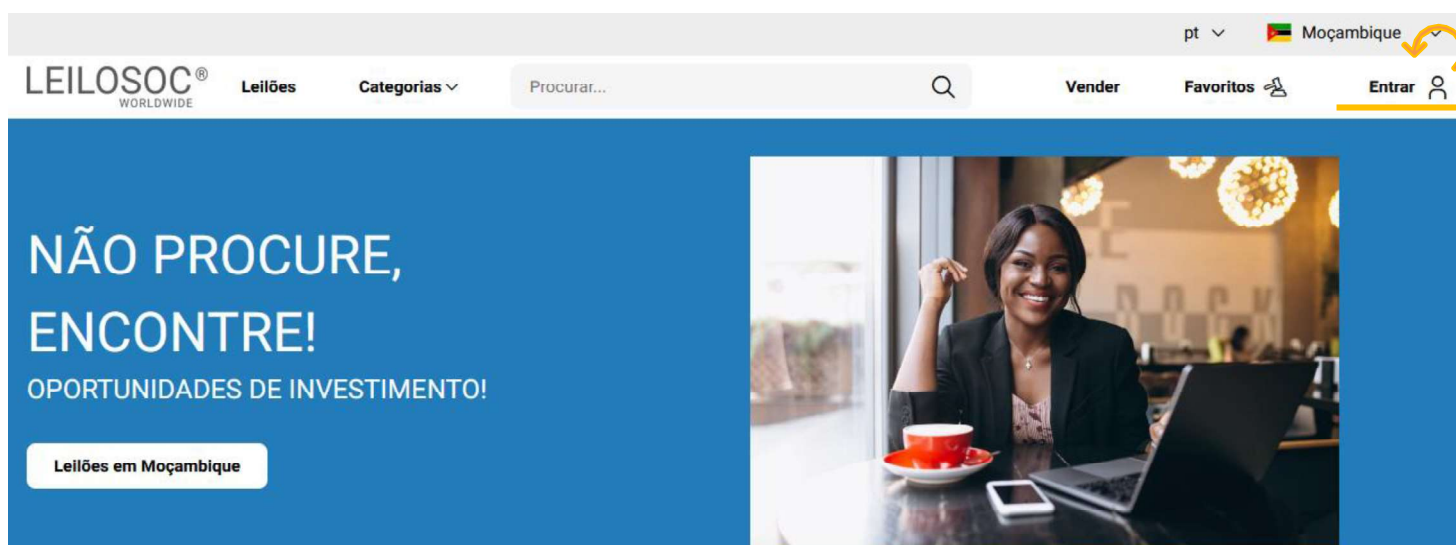 pt Moçambique
LEILOSOC® Leilões Categorias Procurar... Vender Favoritos Entrar
WORLDWIDE
NÃO PROCURE,
ENCONTRE!
OPORTUNIDADES DE INVESTIMENTO!
Leilões em Moçambique